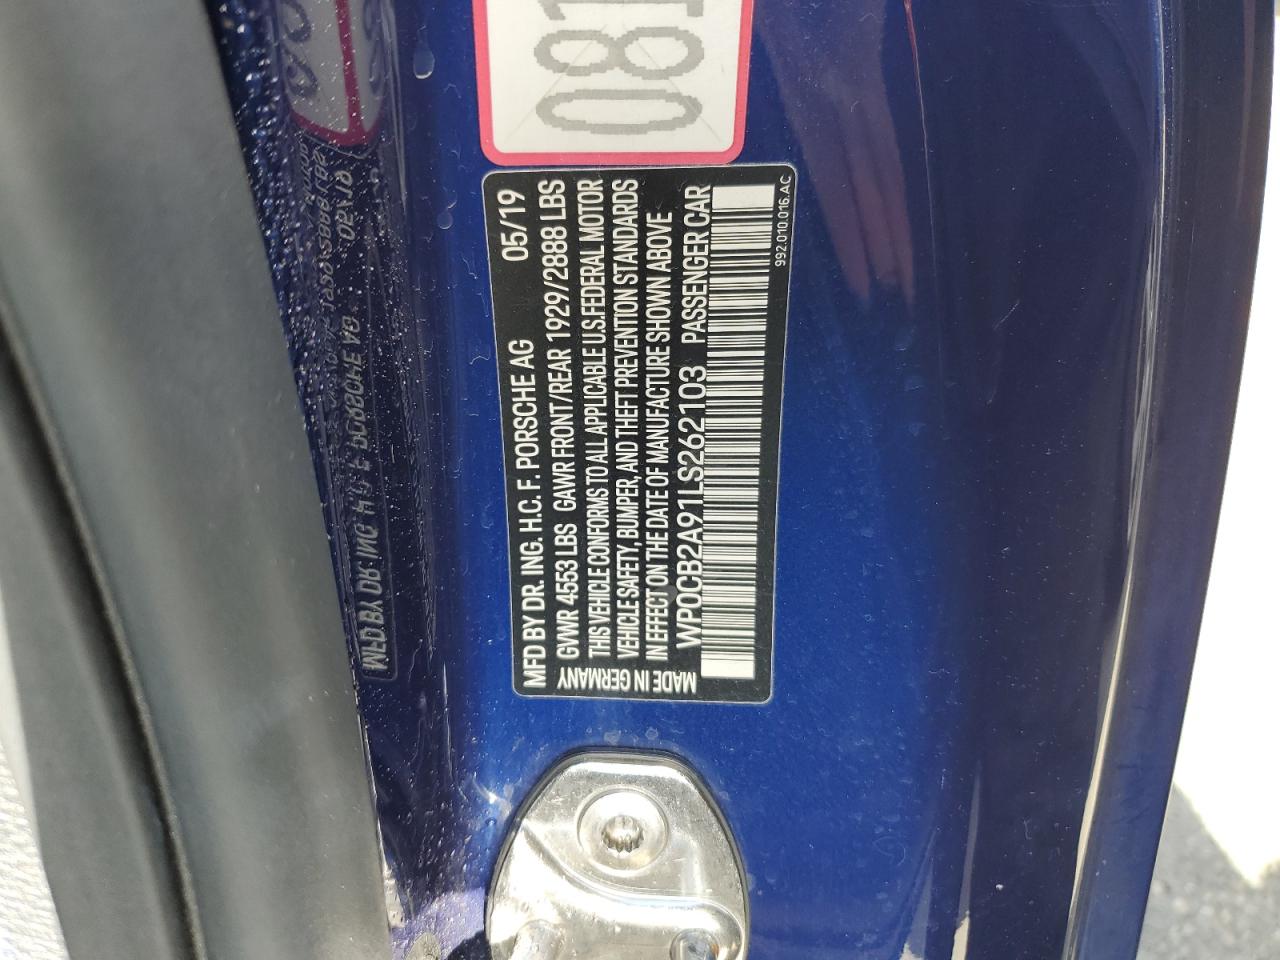 081
MFD BY DR. ING. H.C. F. PORSCHE AG 05/19
GVWR 4553 LBS GAWR FRONT/REAR 1929/2888 LBS
THIS VEHICLE CONFORMS TO ALL APPLICABLE U.S.FEDERAL MOTOR
VEHICLE SAFETY, BUMPER, AND THEFT PREVENTION STANDARDS
IN EFFECT ON THE DATE OF MANUFACTURE SHOWN ABOVE
WP0CB2A91LS262103 PASSENGER CAR
MADE IN GERMANY
992.010.016.AC